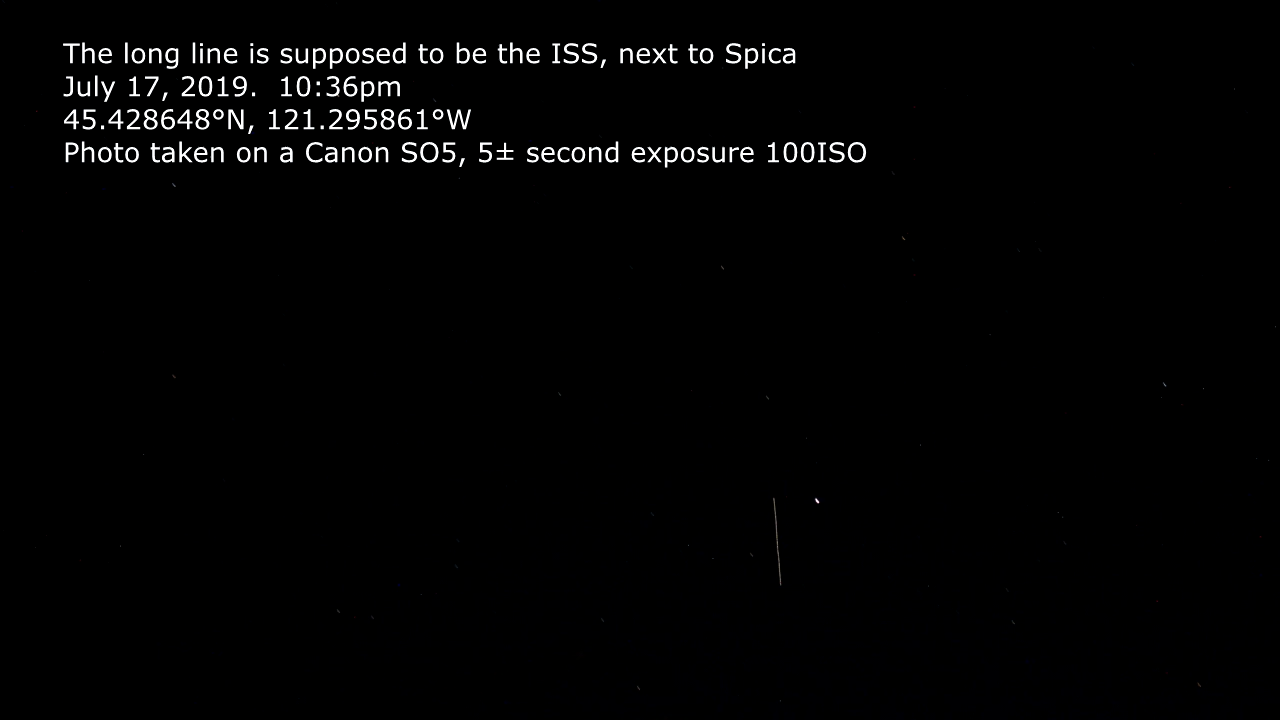 The long line is supposed to be the ISS, next to Spica
July 17, 2019.  10:36pm
45.428648°N, 121.295861°W
Photo taken on a Canon SO5, 5± second exposure 100ISO